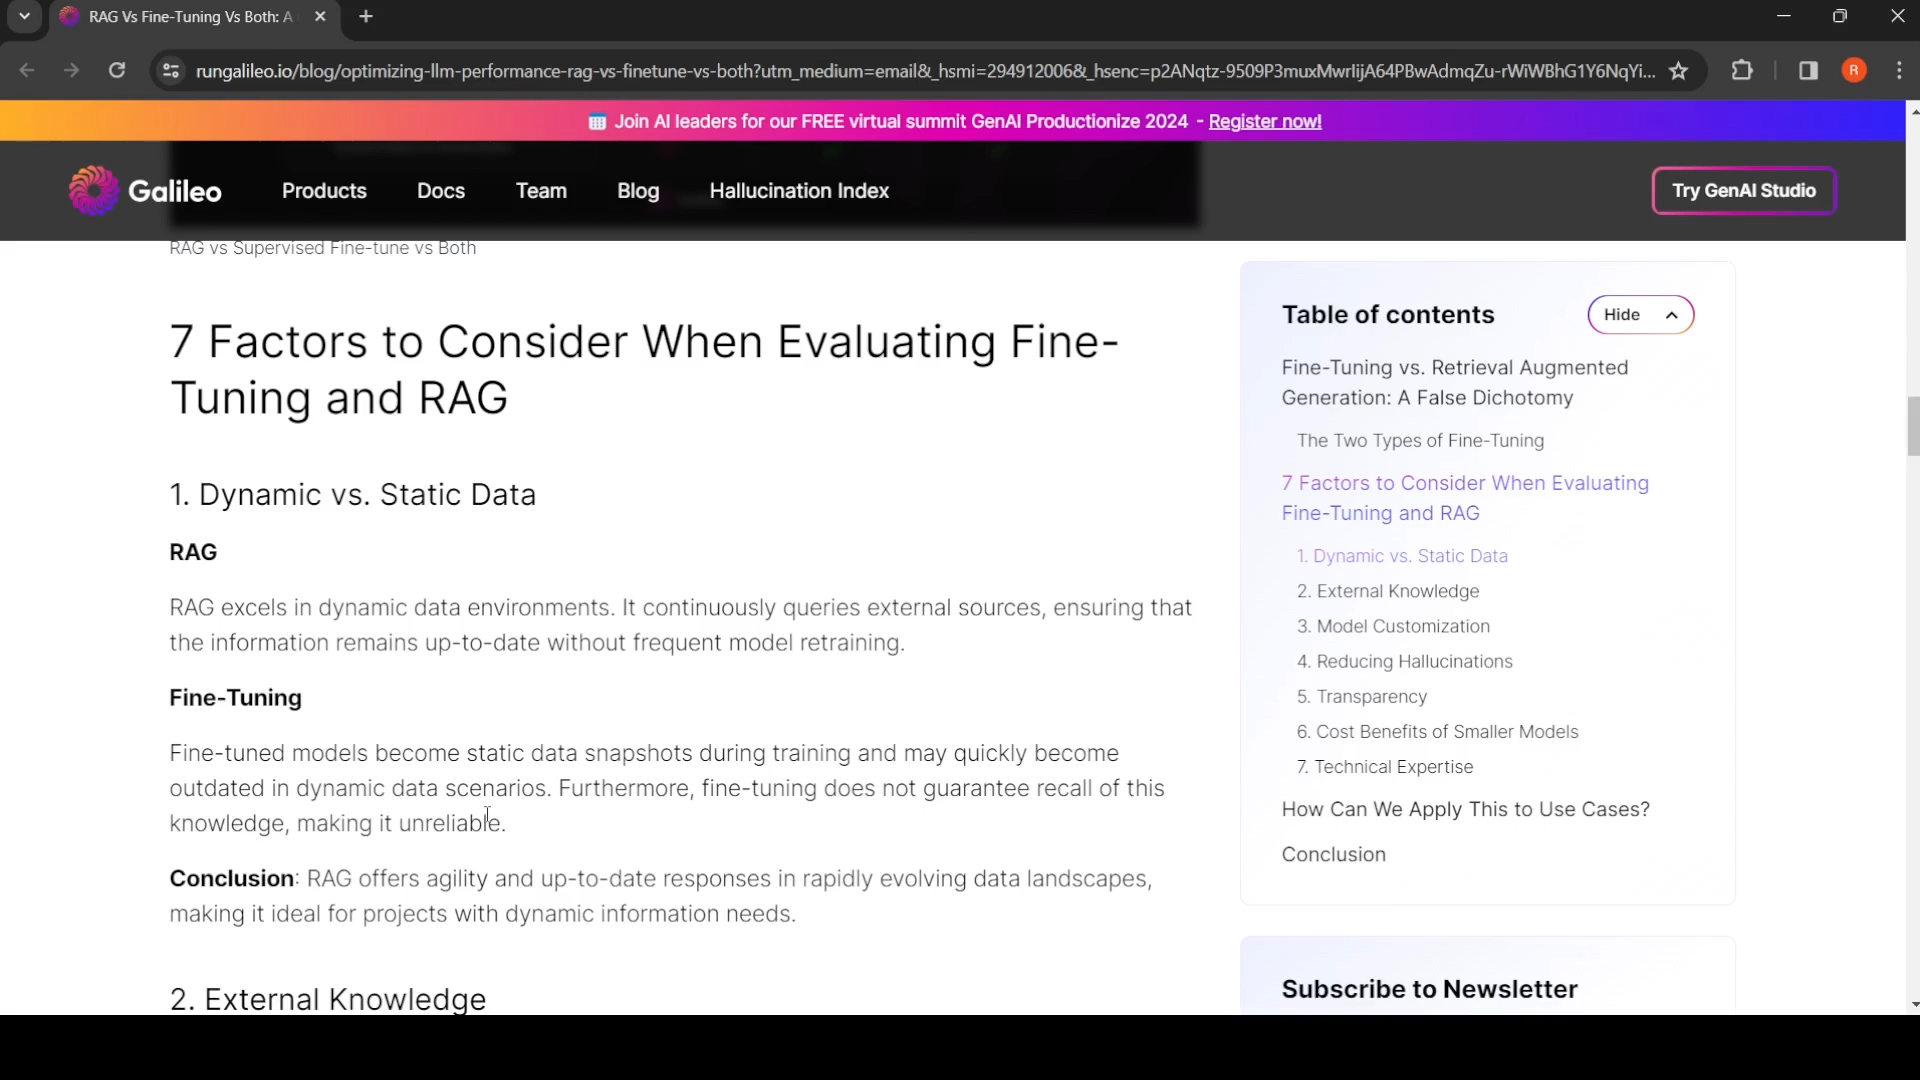 RAG Vs Fine-Tuning Vs Both: A
rungalileo.io/blog/optimizing-llm-performance-rag-vs-finetune-vs-both?utm_medium=email&_hsmi=294912006&_hsenc=p2ANqtz-9509P3muxMwrlijA64PBwAdmqZu-rWiWBhG1Y6NqYi...
R
Join AI leaders for our FREE virtual summit GenAI Productionize 2024 - Register now!
Galileo
Products
Docs
Team
Blog
Hallucination Index
Try GenAI Studio
RAG vs Supervised Fine-tune vs Both
7 Factors to Consider When Evaluating Fine-
Tuning and RAG
1. Dynamic vs. Static Data
RAG
RAG excels in dynamic data environments. It continuously queries external sources, ensuring that
the information remains up-to-date without frequent model retraining.
Fine-Tuning
Fine-tuned models become static data snapshots during training and may quickly become
outdated in dynamic data scenarios. Furthermore, fine-tuning does not guarantee recall of this
knowledge, making it unreliable.
Conclusion: RAG offers agility and up-to-date responses in rapidly evolving data landscapes,
making it ideal for projects with dynamic information needs.
2. External Knowledge
Table of contents
Hide
Fine-Tuning vs. Retrieval Augmented
Generation: A False Dichotomy
The Two Types of Fine-Tuning
7 Factors to Consider When Evaluating
Fine-Tuning and RAG
1. Dynamic vs. Static Data
2. External Knowledge
3. Model Customization
4. Reducing Hallucinations
5. Transparency
6. Cost Benefits of Smaller Models
7. Technical Expertise
How Can We Apply This to Use Cases?
Conclusion
Subscribe to Newsletter